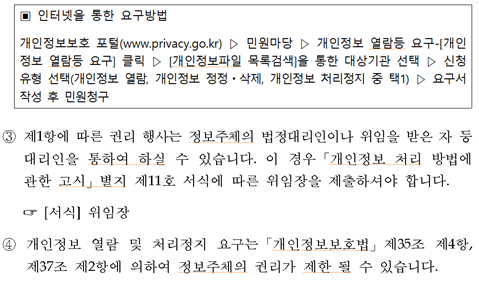 ▣ 인터넷을 통한 요구방법
개인정보보호 포털(www.privacy.go.kr) ▷ 민원마당 ▷ 개인정보 열람등 요구-[개인
정보 열람등 요구] 클릭 ▷ [개인정보파일 목록검색]을 통한 대상기관 선택 ▷ 신청
유형 선택(개인정보 열람, 개인정보 정정・삭제, 개인정보 처리정지 중 택1) ▷ 요구서
작성 후 민원청구
③ 제1항에 따른 권리 행사는 정보주체의 법정대리인이나 위임을 받은 자 등
대리인을 통하여 하실 수 있습니다. 이 경우「개인정보 처리 방법에
관한 고시」별지 제11호 서식에 따른 위임장을 제출하셔야 합니다.
☞ [서식] 위임장
④ 개인정보 열람 및 처리정지 요구는「개인정보보호법」제35조 제4항,
제37조 제2항에 의하여 정보주체의 권리가 제한 될 수 있습니다.